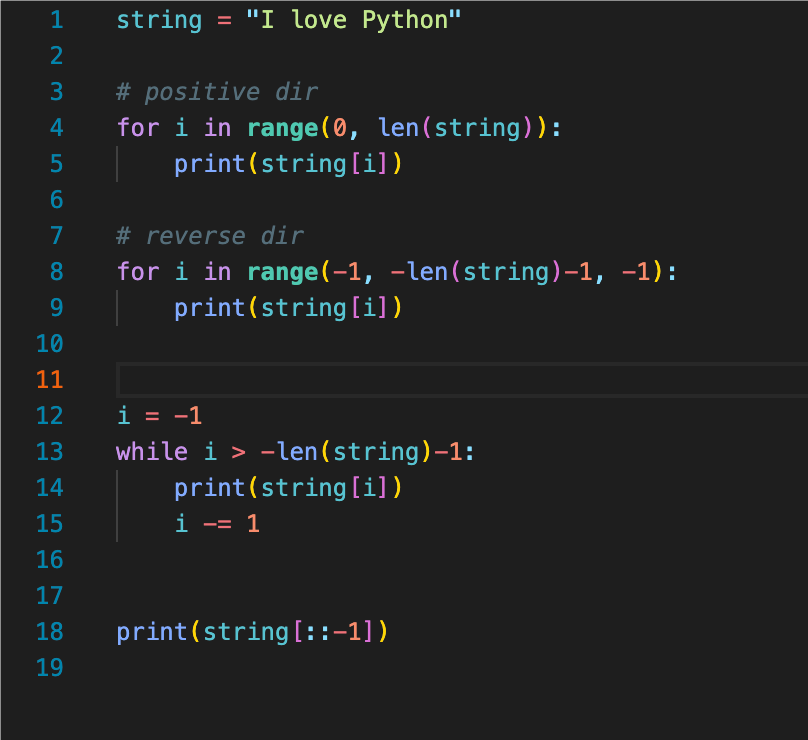 1 string = "I love Python"
2
3 # positive dir
4 for i in range(0, len(string)):
5     print(string[i])
6
7 # reverse dir
8 for i in range(-1, -len(string)-1, -1):
9     print(string[i])
10
11
12 i = -1
13 while i > -len(string)-1:
14     print(string[i])
15     i -= 1
16
17
18 print(string[::-1])
19